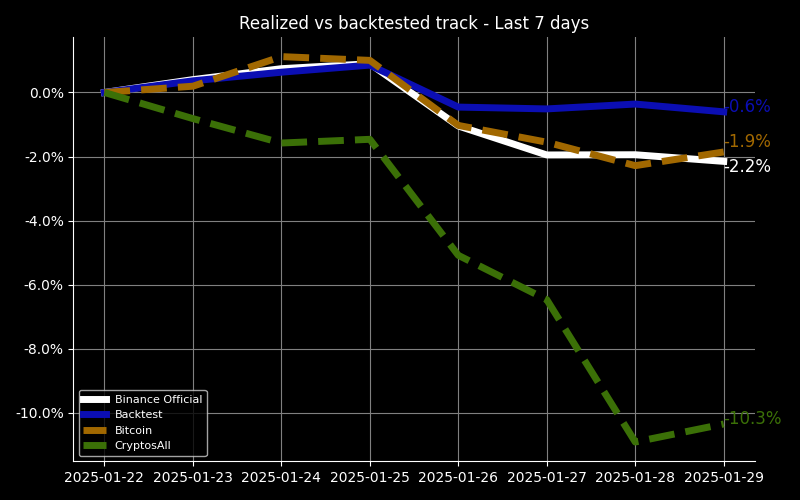 Realized vs backtested track - Last 7 days
0.0%
-2.0%
-4.0%
-6.0%
-8.0%
-10.0%
-0.6%
-1.9%
-2.2%
-10.3%
Binance Official
Backtest
Bitcoin
CryptosAll
2025-01-22 2025-01-23 2025-01-24 2025-01-25 2025-01-26 2025-01-27 2025-01-28 2025-01-29